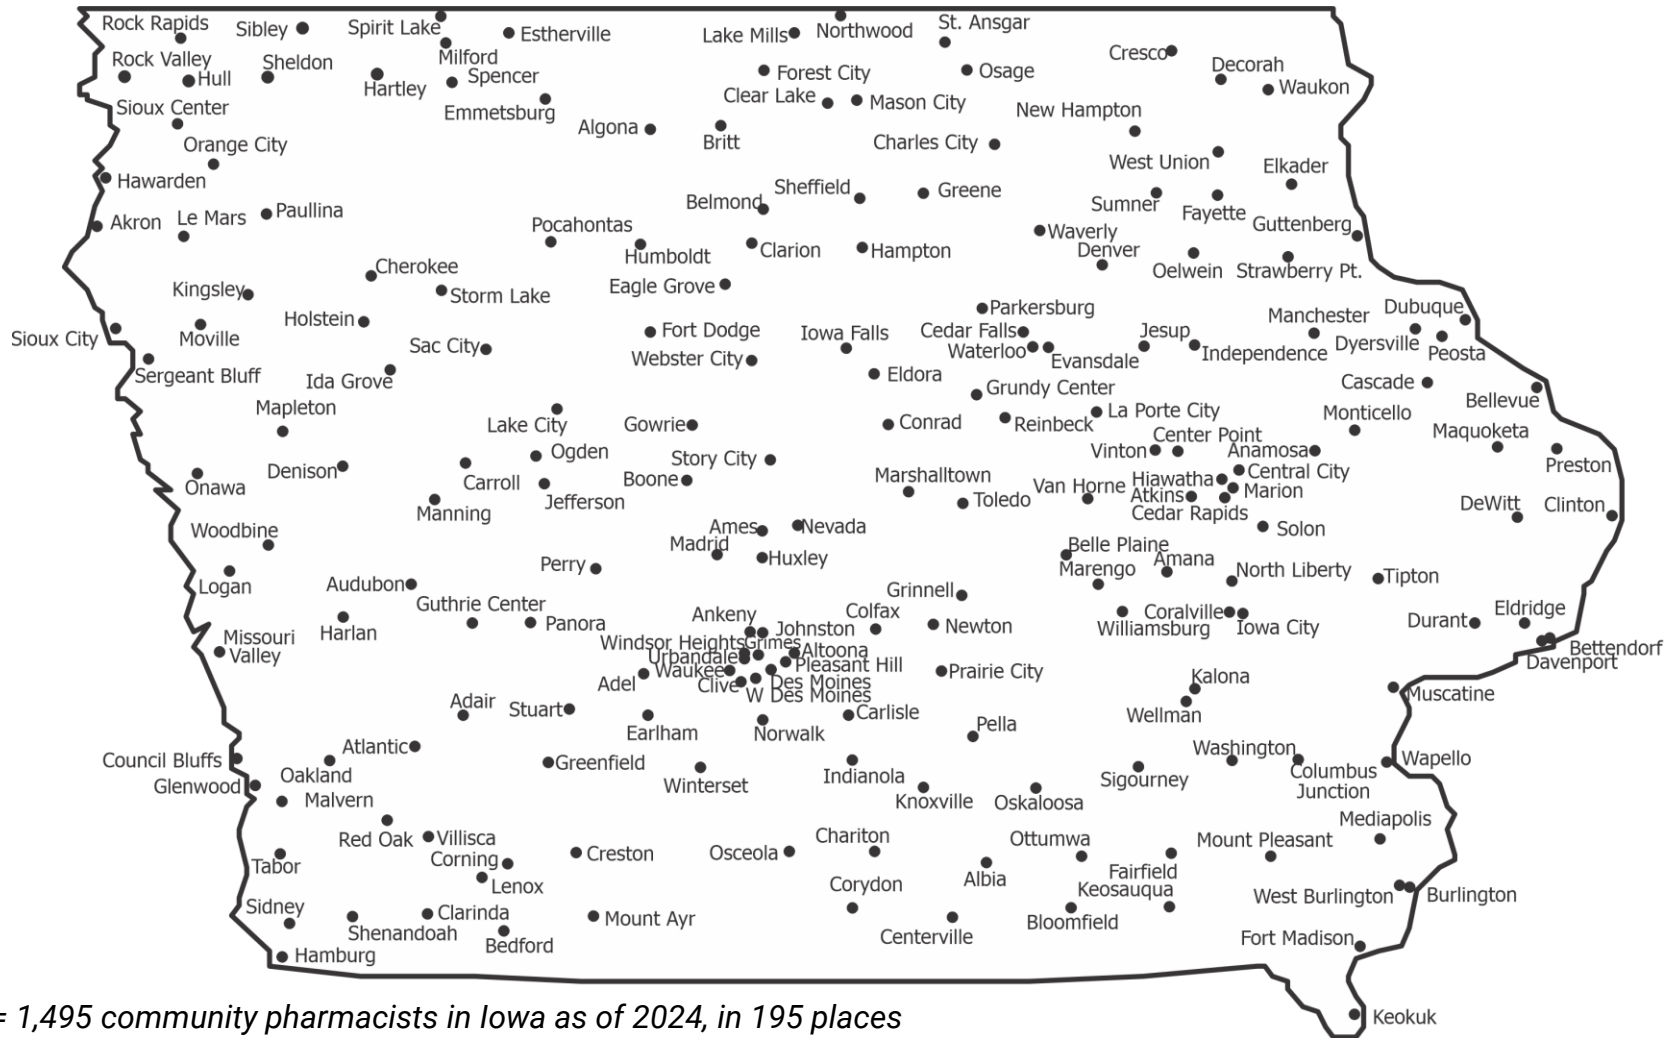 Rock Rapids
Sibley
Spirit Lake
Estherville
Lake Mills
Northwood
St. Ansgar
Cresco
Rock Valley
Hull
Sheldon
Hartley
Milford
Spencer
Emmetsburg
Forest City
Clear Lake
Mason City
Osage
Decorah
Waukon
New Hampton
Sioux Center
Orange City
Algona
Britt
Charles City
West Union
Elkader
Hawarden
Akron
Le Mars
Paullina
Belmond
Sheffield
Greene
Sumner
Fayette
Guttenberg
Pocahontas
Humboldt
Clarion
Hampton
Waverly
Denver
Oelwein
Strawberry Pt.
Cherokee
Storm Lake
Eagle Grove
Kingsley
Sioux City
Moville
Holstein
Sac City
Fort Dodge
Webster City
Iowa Falls
Parkersburg
Cedar Falls
Waterloo
Evansdale
Jesup
Independence
Manchester
Dubuque
Dyersville
Peosta
Sergeant Bluff
Ida Grove
Eldora
Grundy Center
Cascade
Bellevue
Mapleton
Lake City
Gowrie
Conrad
Reinbeck
La Porte City
Monticello
Maquoketa
Ogden
Story City
Vinton
Center Point
Anamosa
Preston
Onawa
Denison
Carroll
Jefferson
Boone
Marshalltown
Toledo
Van Horne
Hiawatha
Central City
Atkins
Marion
Cedar Rapids
DeWitt
Clinton
Manning
Woodbine
Ames
Nevada
Solon
Madrid
Huxley
Belle Plaine
Amana
Logan
Perry
Marengo
North Liberty
Tipton
Audubon
Grinnell
Guthrie Center
Panora
Harlan
Ankeny
Johnston
Colfax
Newton
Williamsburg
Coralville
Iowa City
Durant
Eldridge
Missouri
Valley
Windsor Heights
Grimes
Urbandale
Altoona
Waukee
Pleasant Hill
Clive
Des Moines
W Des Moines
Prairie City
Bettendorf
Davenport
Adel
Kalona
Muscatine
Adair
Stuart
Earlham
Norwalk
Carlisle
Pella
Wellman
Council Bluffs
Atlantic
Oakland
Greenfield
Winterset
Indianola
Washington
Columbus
Junction
Wapello
Glenwood
Malvern
Knoxville
Oskaloosa
Sigourney
Red Oak
Villisca
Mediapolis
Tabor
Corning
Lenox
Creston
Osceola
Chariton
Albia
Ottumwa
Fairfield
Mount Pleasant
Corydon
Keosauqua
West Burlington
Burlington
Sidney
Shenandoah
Clarinda
Bedford
Mount Ayr
Centerville
Bloomfield
Fort Madison
Hamburg
= 1,495 community pharmacists in Iowa as of 2024, in 195 places
Keokuk